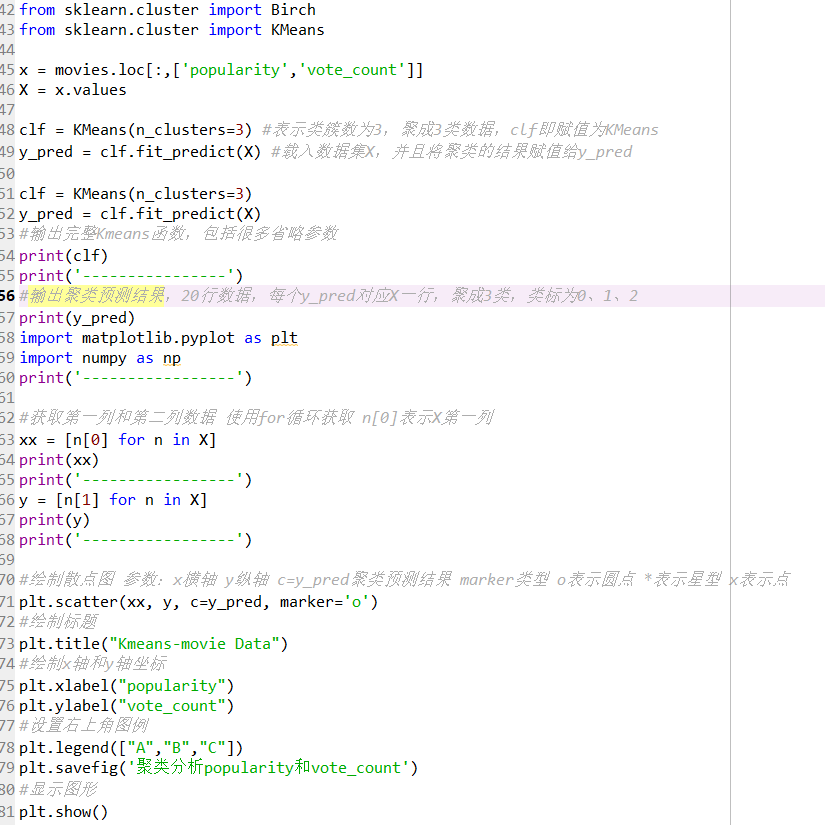 42 from sklearn.cluster import Birch
43 from sklearn.cluster import KMeans
44
45 x = movies.loc[:,['popularity','vote_count']]
46 X = x.values
47
48 clf = KMeans(n_clusters=3) #表示类簇数为3，聚成3类数据，clf即赋值为KMeans
49 y_pred = clf.fit_predict(X) #载入数据集X，并且将聚类的结果赋值给y_pred
50
51 clf = KMeans(n_clusters=3)
52 y_pred = clf.fit_predict(X)
53 #输出完整Kmeans函数，包括很多省略参数
54 print(clf)
55 print('----------------')
56 #输出聚类预测结果，20行数据，每个y_pred对应X一行，聚成3类，类标为0、1、2
57 print(y_pred)
58 import matplotlib.pyplot as plt
59 import numpy as np
60 print('-----------------')
61
62 #获取第一列和第二列数据 使用for循环获取 n[0]表示X第一列
63 xx = [n[0] for n in X]
64 print(xx)
65 print('-----------------')
66 y = [n[1] for n in X]
67 print(y)
68 print('-----------------')
69
70 #绘制散点图 参数：x横轴 y纵轴 c=y_pred聚类预测结果 marker类型 o表示圆点 *表示星型 x表示点
71 plt.scatter(xx, y, c=y_pred, marker='o')
72 #绘制标题
73 plt.title("Kmeans-movie Data")
74 #绘制x轴和y轴坐标
75 plt.xlabel("popularity")
76 plt.ylabel("vote_count")
77 #设置右上角图例
78 plt.legend(["A","B","C"])
79 plt.savefig('聚类分析popularity和vote_count')
80 #显示图形
81 plt.show()